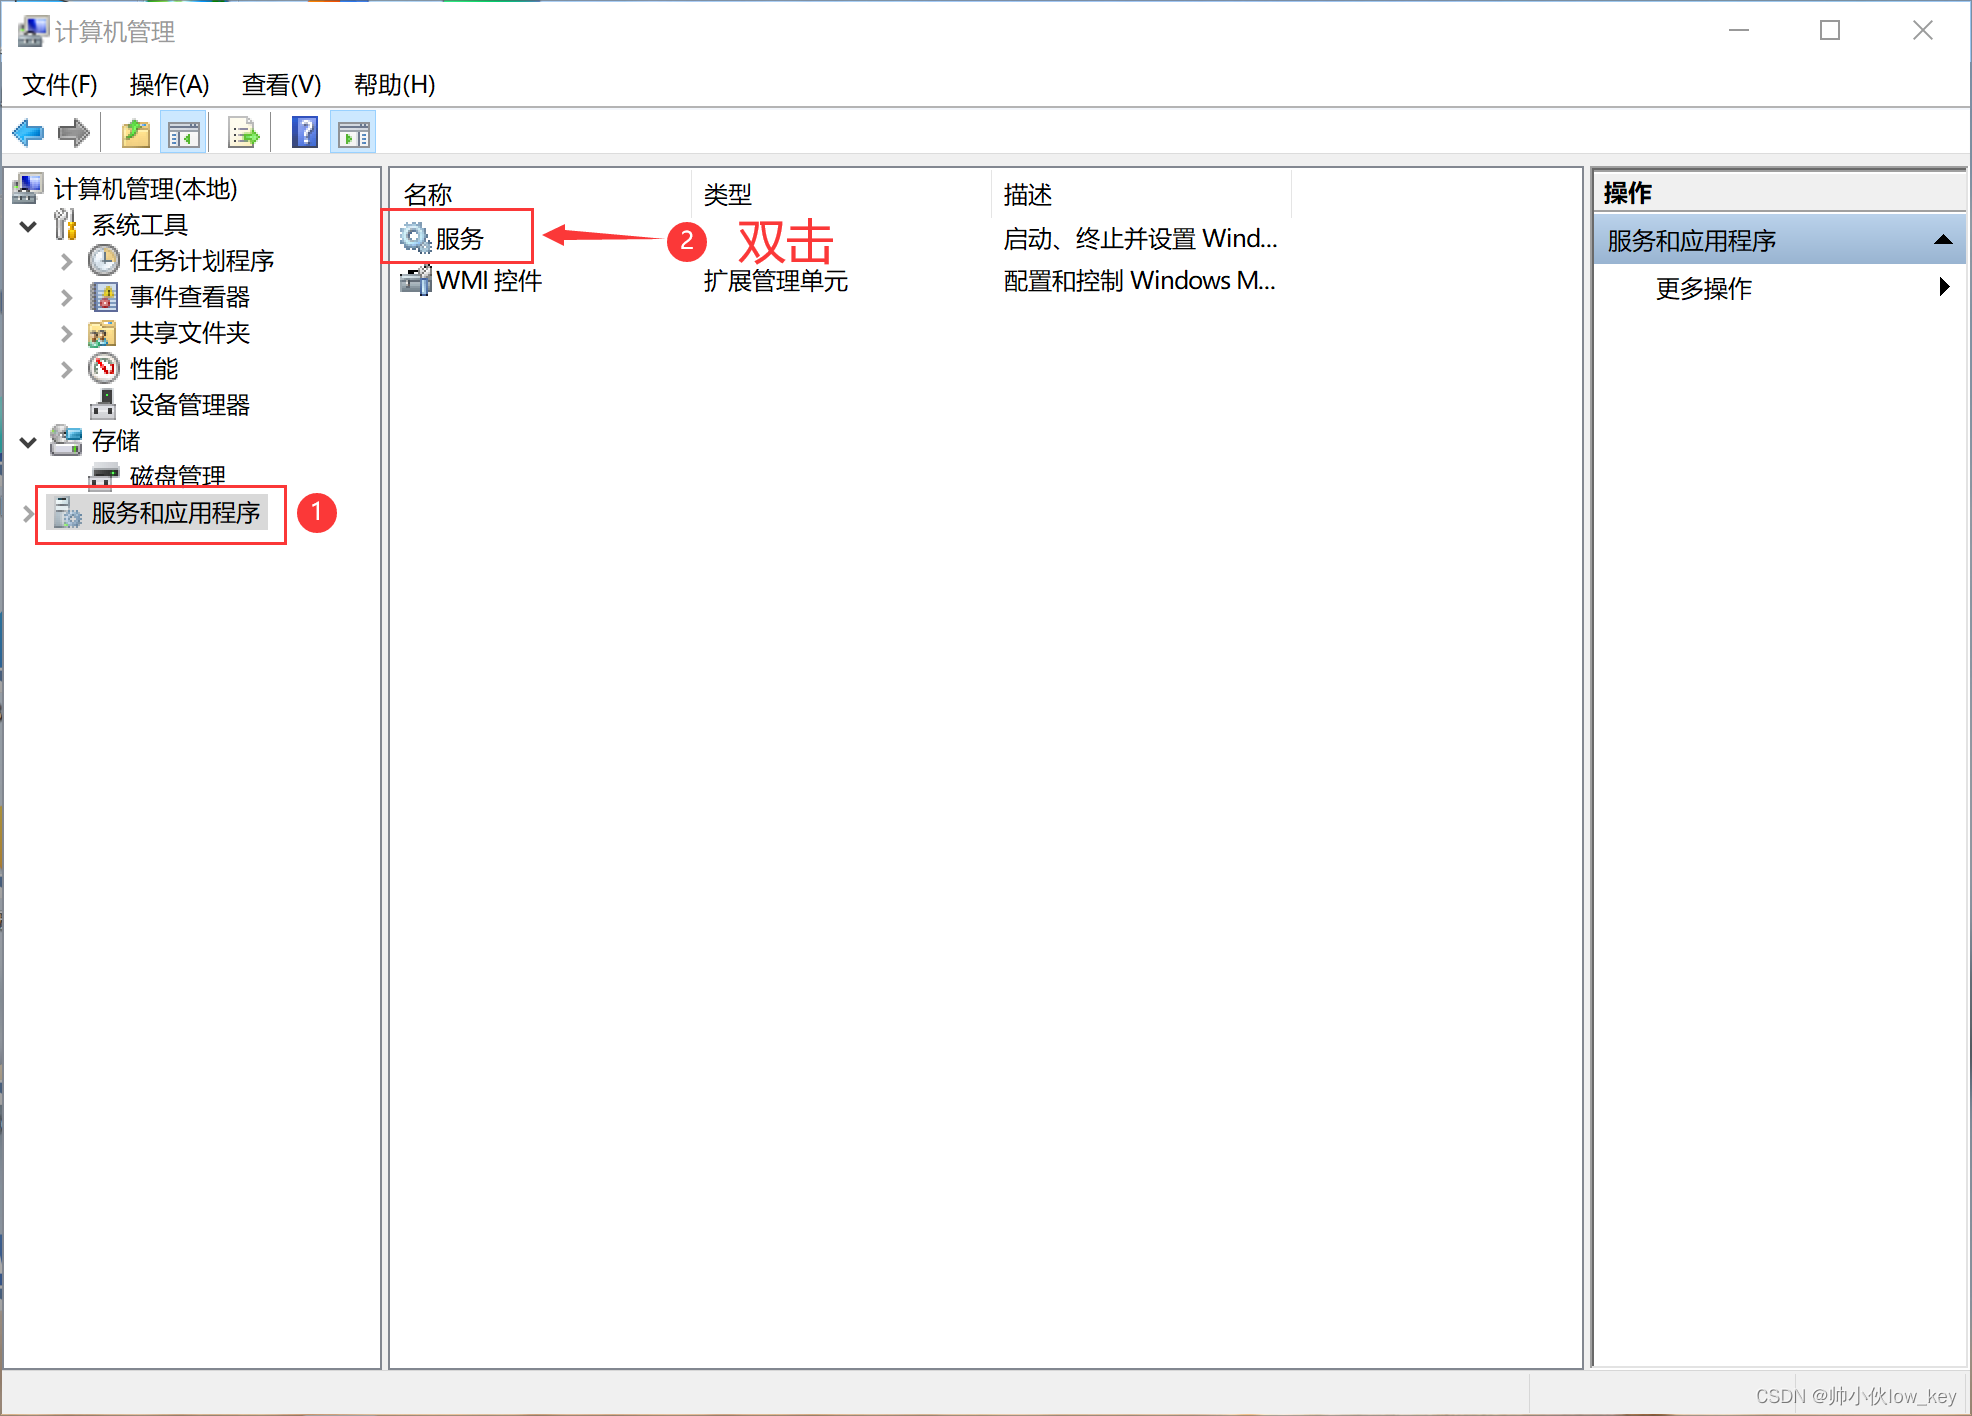 计算机管理
文件(F) 操作(A) 查看(V) 帮助(H)
计算机管理(本地)
系统工具
任务计划程序
事件查看器
共享文件夹
性能
设备管理器
存储
磁盘管理
服务和应用程序 1
名称 类型 描述
服务 2 双击 启动、终止并设置 Wind...
WMI 控件 扩展管理单元 配置和控制 Windows M...
操作
服务和应用程序
更多操作
CSDN @帅小伙low_key